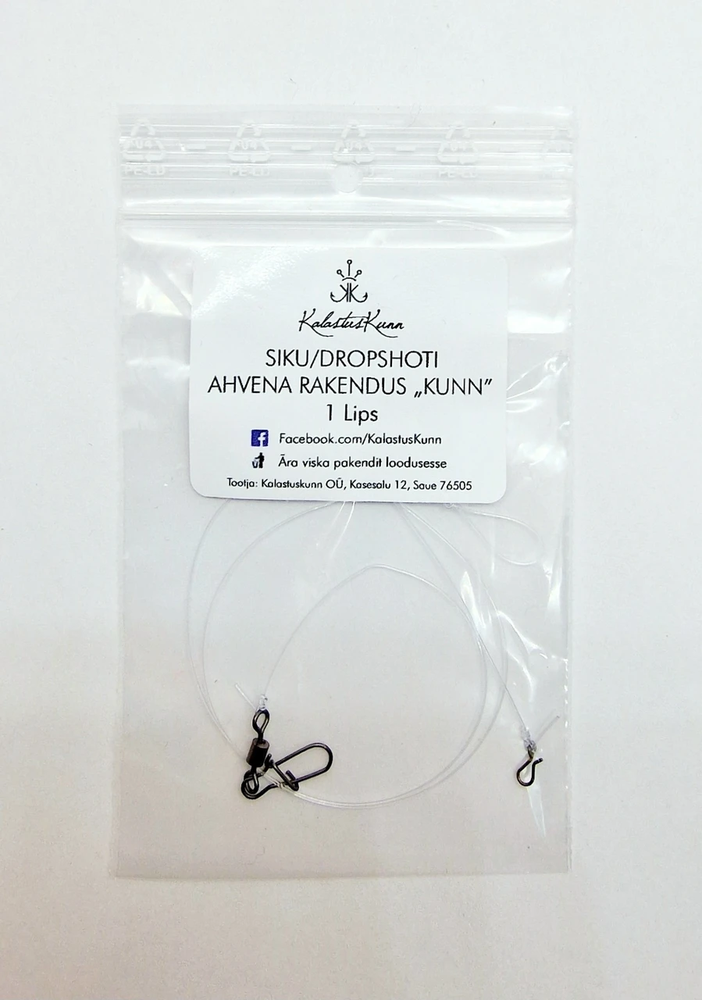 KalastusKunn
SIKU/DROPSHOTI
AHVENA RAKENDUS „KUNN”
1 Lips
Facebook.com/KalastusKunn
Ära viska pakendit loodusesse
Tootja: Kalastuskunn OÜ, Kasesalu 12, Saue 76505